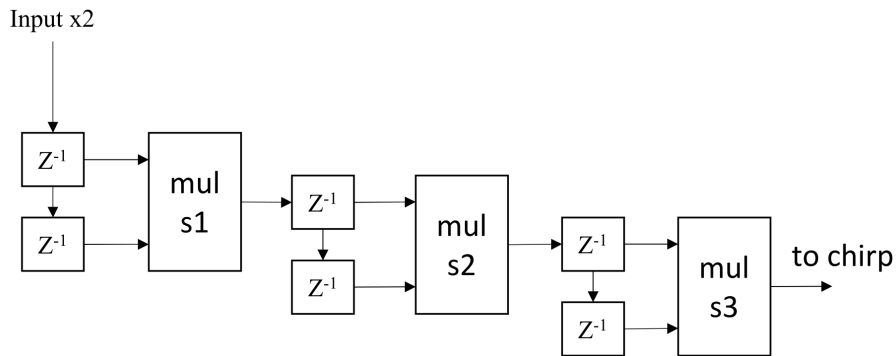 Input x2
Z⁻¹
mul
s1
Z⁻¹
Z⁻¹
mul
s2
Z⁻¹
Z⁻¹
mul
s3
to chirp
Z⁻¹